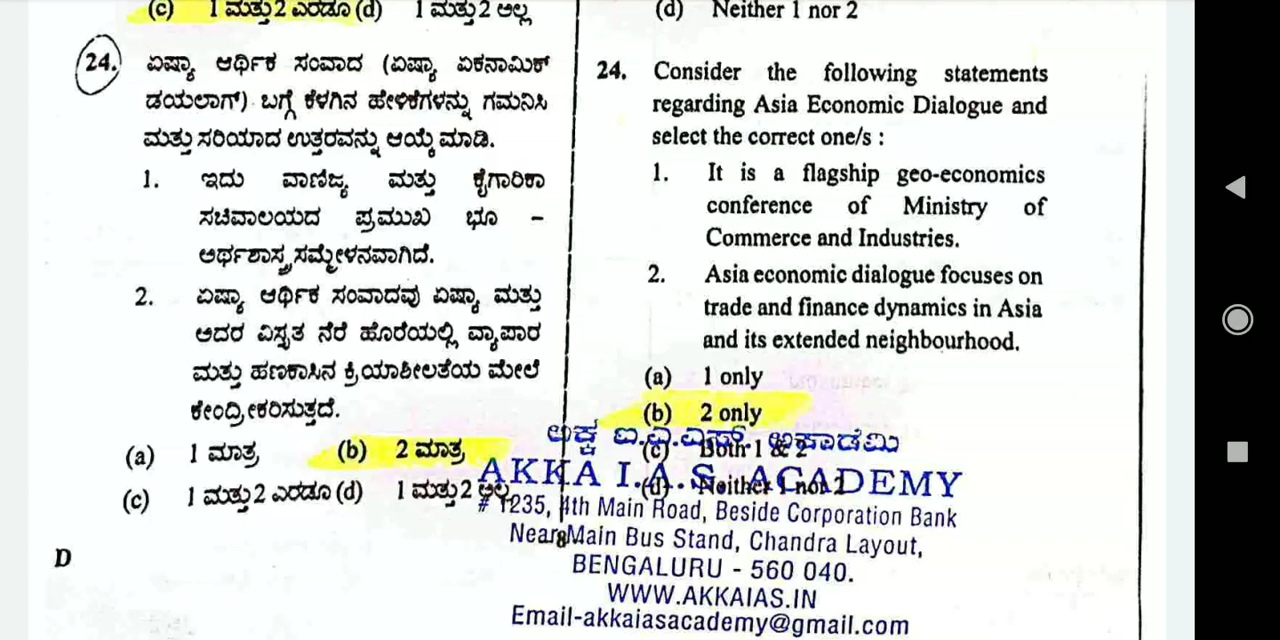 (c) 1 ಮತ್ತು 2 ಎರಡೂ (d) 1 ಮತ್ತು 2 ಅಲ್ಲ
24. ಏಷ್ಯಾ ಆರ್ಥಿಕ ಸಂವಾದ (ಏಷ್ಯಾ ಏಕನಾಮಿಕ್
ಡಯಲಾಗ್) ಬಗ್ಗೆ ಕೆಳಗಿನ ಹೇಳಿಕೆಗಳನ್ನು ಗಮನಿಸಿ
ಮತ್ತು ಸರಿಯಾದ ಉತ್ತರವನ್ನು ಆಯ್ಕೆ ಮಾಡಿ.
1. ಇದು ವಾಣಿಜ್ಯ ಮತ್ತು ಕೈಗಾರಿಕಾ
ಸಚಿವಾಲಯದ ಪ್ರಮುಖ ಭೂ –
ಅರ್ಥಶಾಸ್ತ್ರ ಸಮ್ಮೇಳನವಾಗಿದೆ.
2. ಏಷ್ಯಾ ಆರ್ಥಿಕ ಸಂವಾದವು ಏಷ್ಯಾ ಮತ್ತು
ಅದರ ವಿಸ್ತೃತ ನೆರೆ ಹೊರೆಯಲ್ಲಿ ವ್ಯಾಪಾರ
ಮತ್ತು ಹಣಕಾಸಿನ ಕ್ರಿಯಾಶೀಲತೆಯ ಮೇಲೆ
ಕೇಂದ್ರೀಕರಿಸುತ್ತದೆ.
(a) 1 ಮಾತ್ರ (b) 2 ಮಾತ್ರ
(c) 1 ಮತ್ತು 2 ಎರಡೂ (d) 1 ಮತ್ತು 2 ಅಲ್ಲ
D
8
(d) Neither 1 nor 2
24. Consider the following statements
regarding Asia Economic Dialogue and
select the correct one/s :
1. It is a flagship geo-economics
conference of Ministry of
Commerce and Industries.
2. Asia economic dialogue focuses on
trade and finance dynamics in Asia
and its extended neighbourhood.
(a) 1 only
(b) 2 only
(c) Both 1 & 2
(d) Neither 1 nor 2
ಅಕ್ಕ ಐ.ಎ.ಎಸ್. ಅಕಾಡೆಮಿ
AKKA I.A.S. ACADEMY
# 1235, 4th Main Road, Beside Corporation Bank
Near Main Bus Stand, Chandra Layout,
BENGALURU - 560 040.
WWW.AKKAIAS.IN
Email-akkaiasacademy@gmail.com